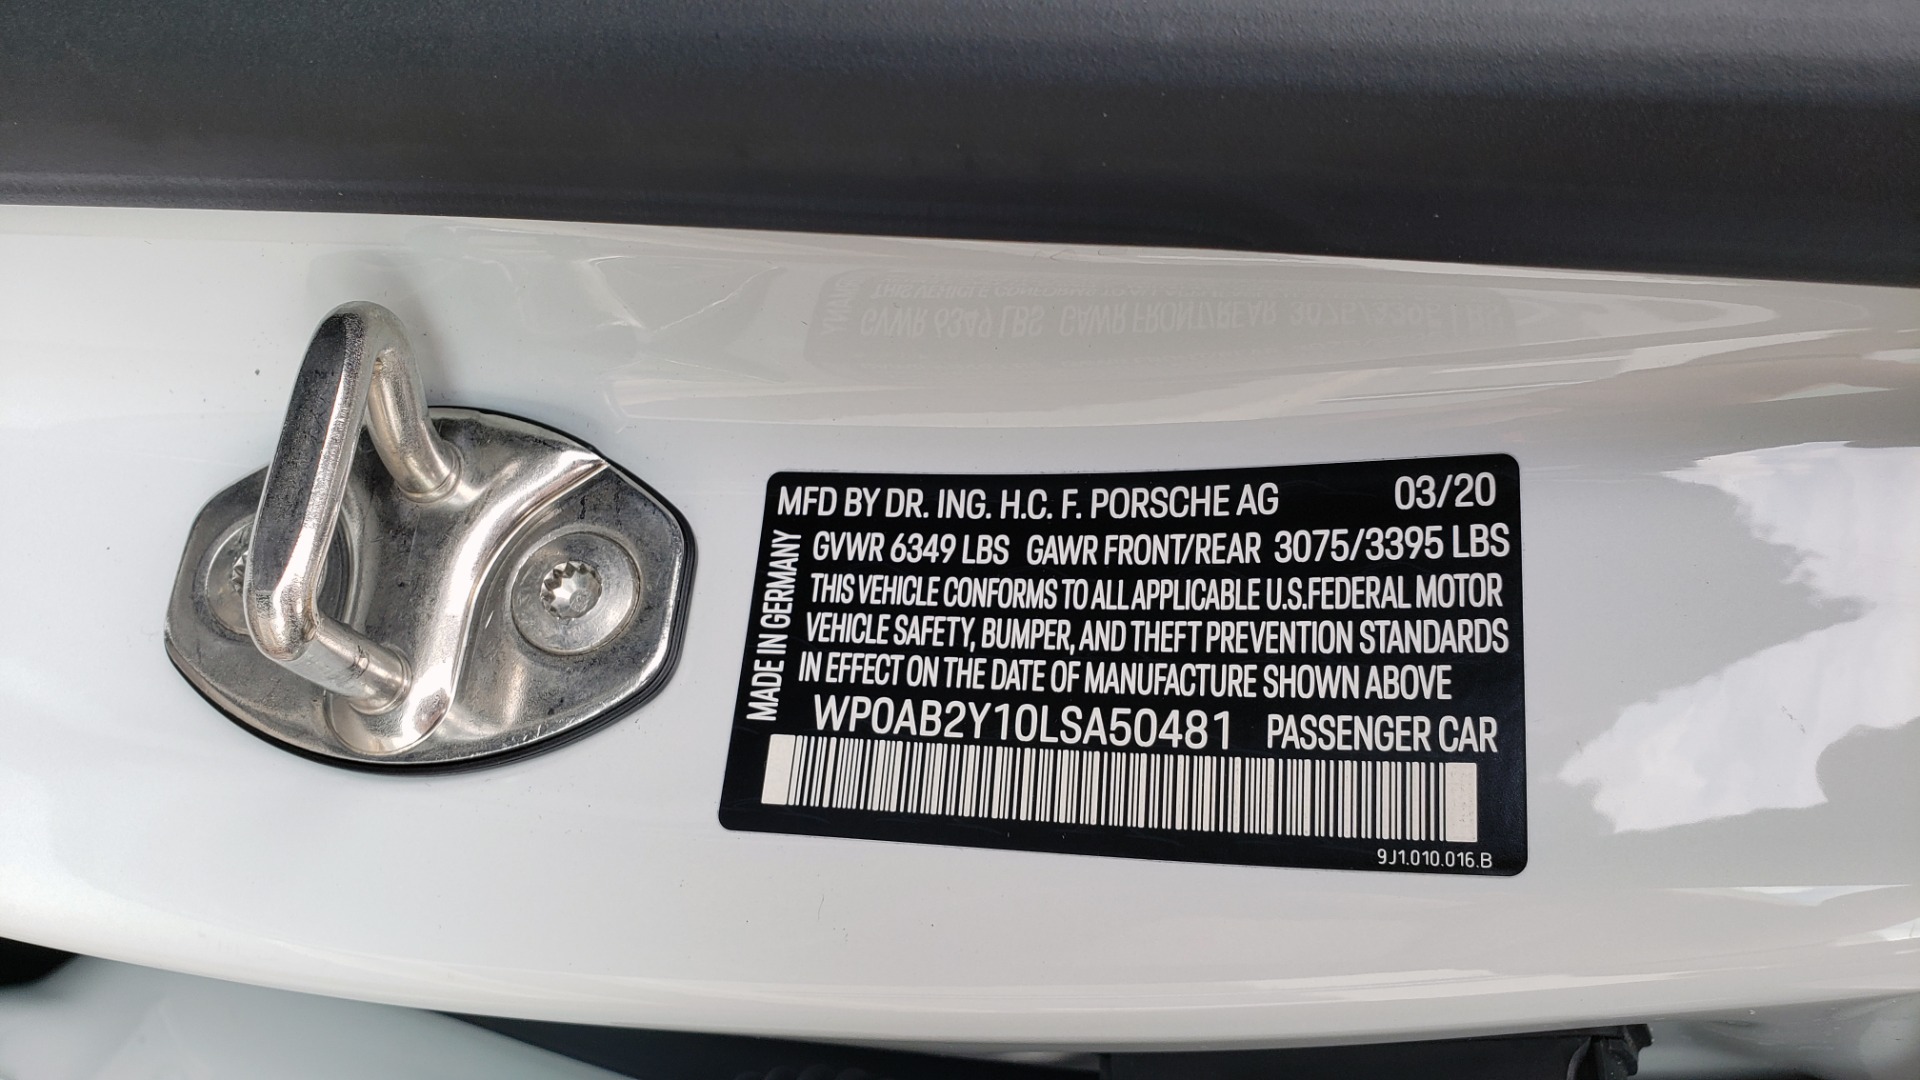 MFD BY DR. ING. H.C. F. PORSCHE AG 03/20
GVWR 6349 LBS GAWR FRONT/REAR 3075/3395 LBS
THIS VEHICLE CONFORMS TO ALL APPLICABLE U.S.FEDERAL MOTOR
VEHICLE SAFETY, BUMPER, AND THEFT PREVENTION STANDARDS
IN EFFECT ON THE DATE OF MANUFACTURE SHOWN ABOVE
MADE IN GERMANY
WP0AB2Y10LSA50481 PASSENGER CAR
9J1.010.016.B